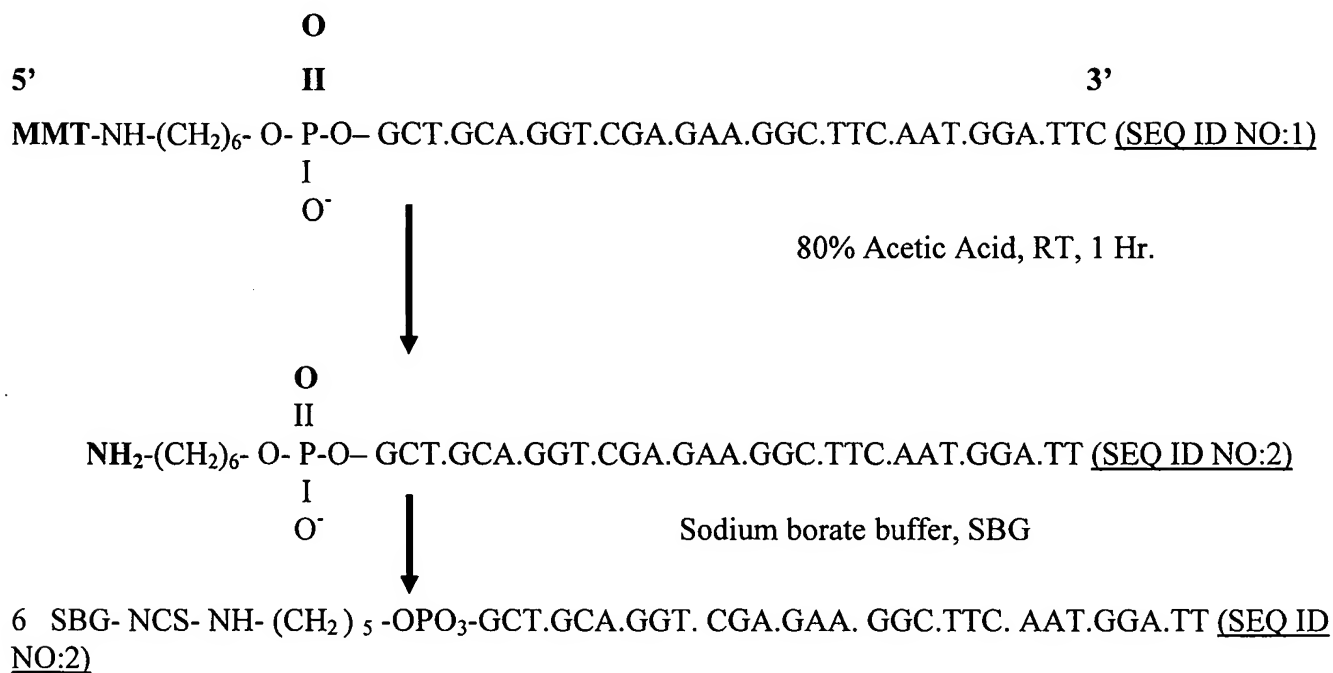 O
5' II 3'
MMT-NH-(CH₂)₆- O- P-O– GCT.GCA.GGT.CGA.GAA.GGC.TTC.AAT.GGA.TTC (SEQ ID NO:1)
I
O⁻
80% Acetic Acid, RT, 1 Hr.
O
II
NH₂-(CH₂)₆- O- P-O– GCT.GCA.GGT.CGA.GAA.GGC.TTC.AAT.GGA.TT (SEQ ID NO:2)
I
O⁻ Sodium borate buffer, SBG
6 SBG- NCS- NH- (CH₂) ₅ -OPO₃-GCT.GCA.GGT. CGA.GAA. GGC.TTC. AAT.GGA.TT (SEQ ID
NO:2)